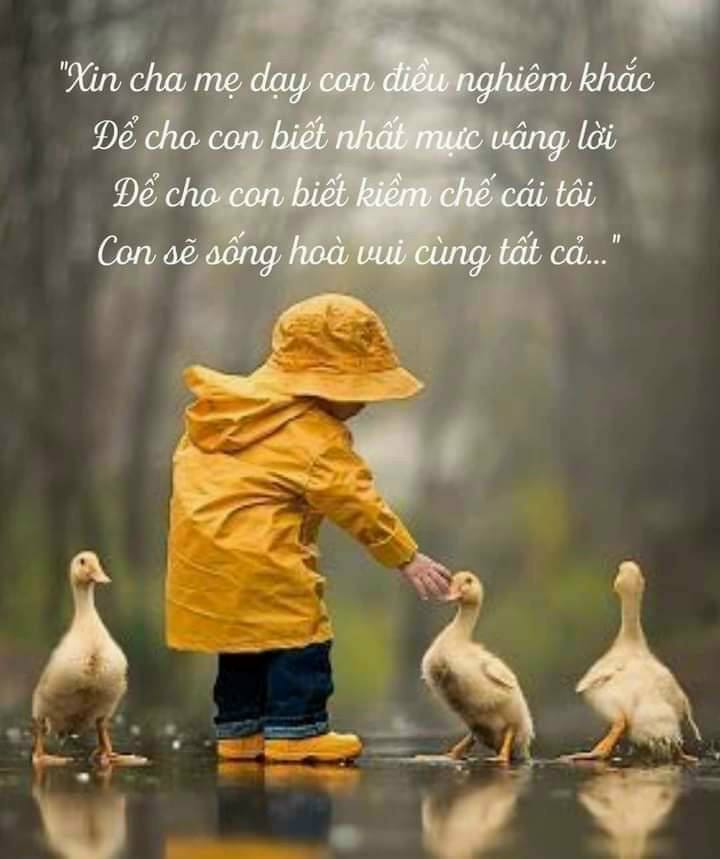 "Xin cha mẹ dạy con điều nghiêm khắc
Để cho con biết nhất mực vâng lời
Để cho con biết kiềm chế cái tôi
Con sẽ sống hoà vui cùng tất cả..."